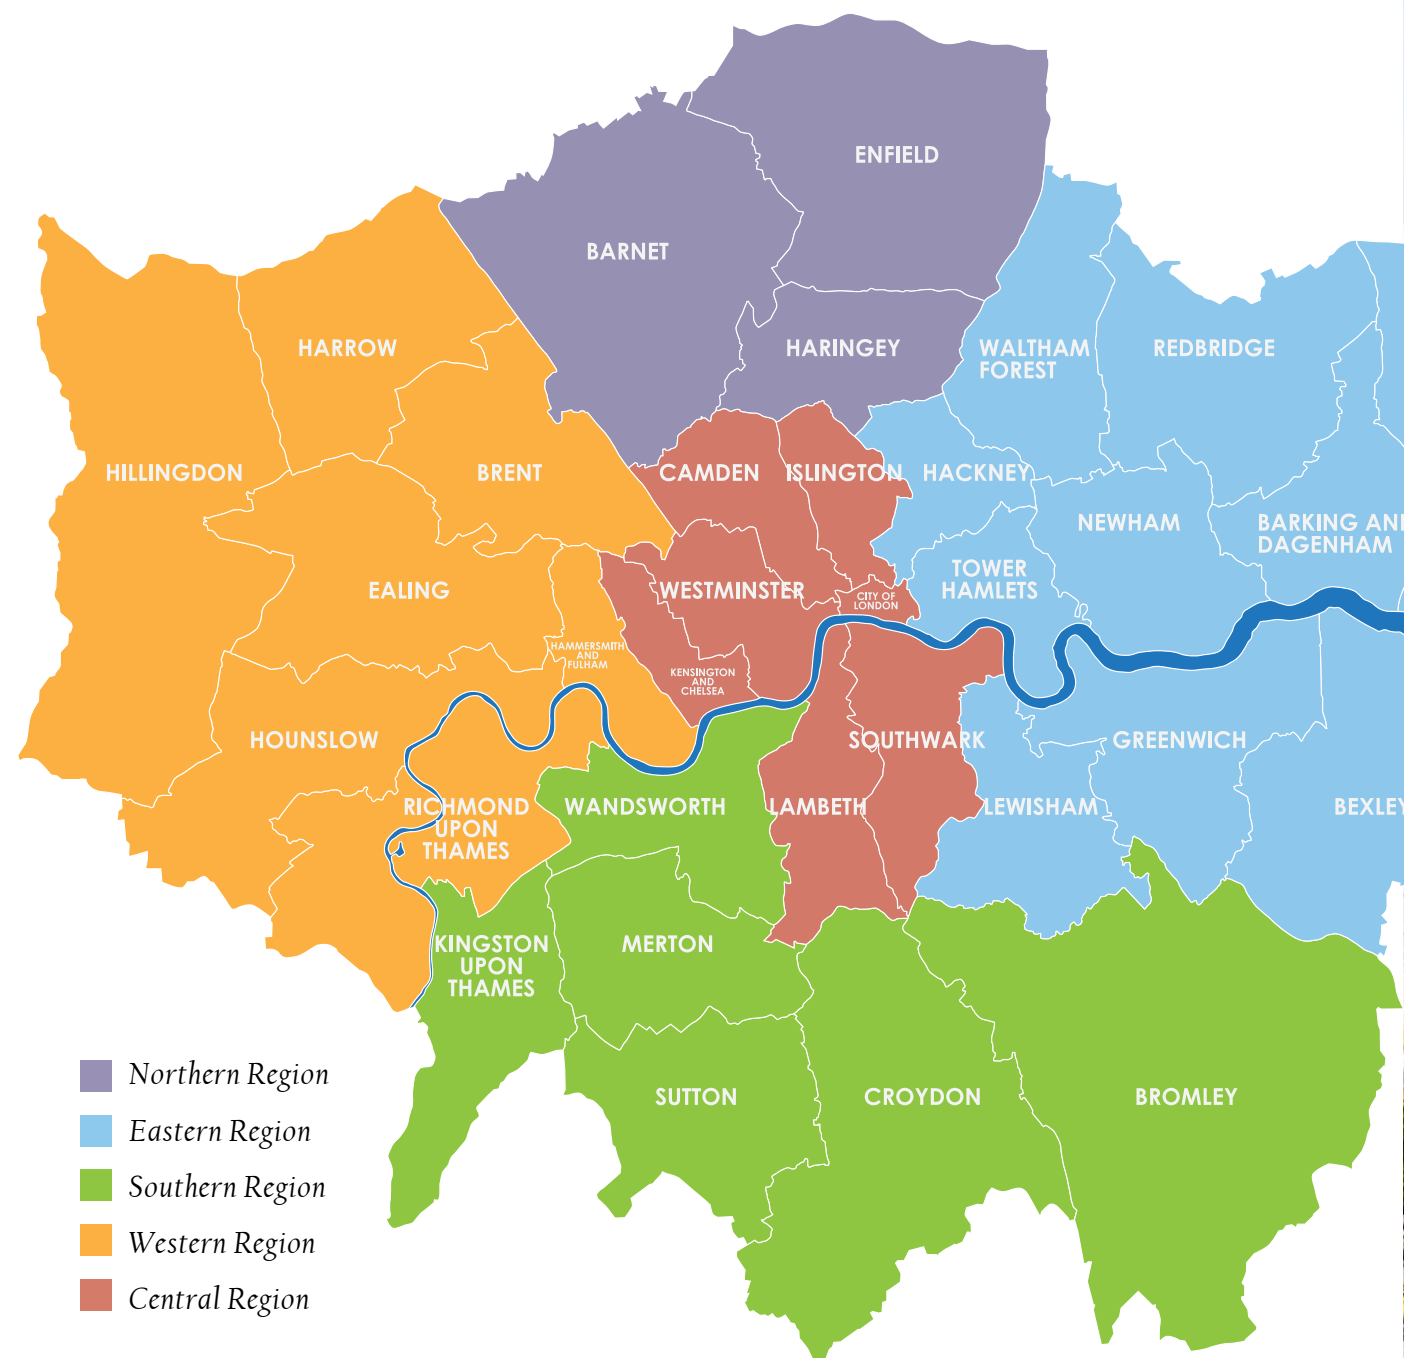 ENFIELD
BARNET
HARROW
HARINGEY
WALTHAM
FOREST
REDBRIDGE
HILLINGDON
BRENT
CAMDEN
ISLINGTON
HACKNEY
NEWHAM
BARKING AN
DAGENHAM
EALING
WESTMINSTER
CITY OF
LONDON
TOWER
HAMLETS
HAMMERSMITH
AND
FULHAM
KENSINGTON
AND
CHELSEA
HOUNSLOW
SOUTHWARK
GREENWICH
RICHMOND
UPON
THAMES
WANDSWORTH
LAMBETH
LEWISHAM
BEXLEY
KINGSTON
UPON
THAMES
MERTON
SUTTON
CROYDON
BROMLEY
Northern Region
Eastern Region
Southern Region
Western Region
Central Region